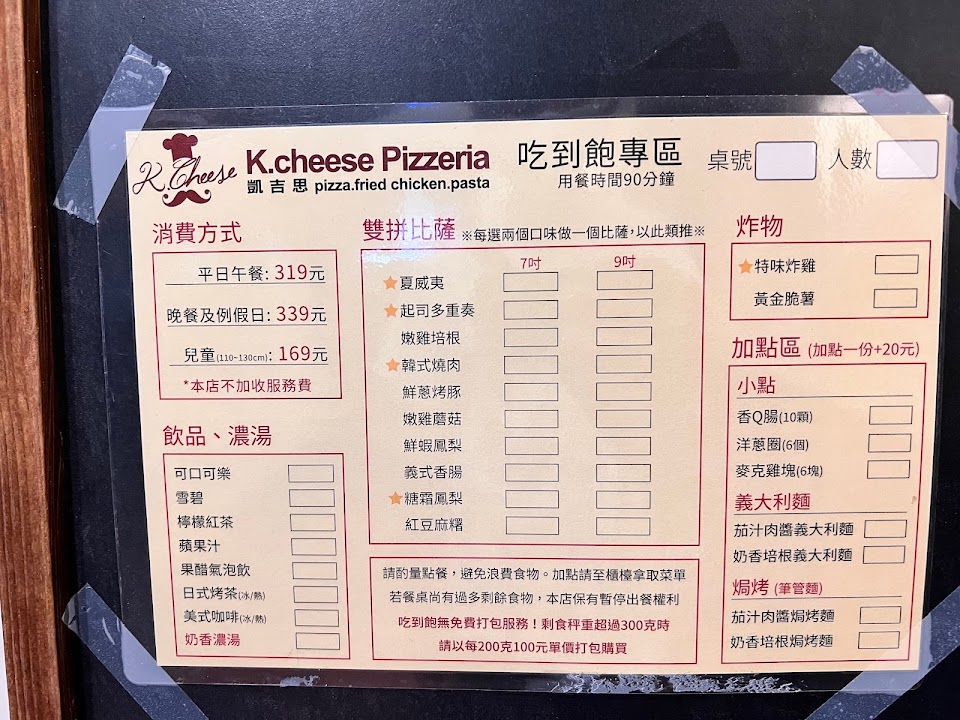 K.Cheese
K.cheese Pizzeria
凱吉思 pizza.fried chicken.pasta
吃到飽專區
用餐時間90分鐘
桌號
人數
消費方式
平日午餐: 319元
晚餐及例假日: 339元
兒童(110~130cm): 169元
*本店不加收服務費
飲品、濃湯
可口可樂
雪碧
檸檬紅茶
蘋果汁
果醋氣泡飲
日式烤茶(冰/熱)
美式咖啡(冰/熱)
奶香濃湯
雙拼比薩 ※每選兩個口味做一個比薩,以此類推※
7吋 9吋
夏威夷
起司多重奏
嫩雞培根
韓式燒肉
鮮蔥烤豚
嫩雞蘑菇
鮮蝦鳳梨
義式香腸
糖霜鳳梨
紅豆麻糬
請酌量點餐，避免浪費食物。加點請至櫃檯拿取菜單
若餐桌尚有過多剩餘食物，本店保有暫停出餐權利
吃到飽無免費打包服務！剩食秤重超過300克時
請以每200克100元單價打包購買
炸物
特味炸雞
黃金脆薯
加點區 (加點一份+20元)
小點
香Q腸(10顆)
洋蔥圈(6個)
麥克雞塊(6塊)
義大利麵
茄汁肉醬義大利麵
奶香培根義大利麵
焗烤 (筆管麵)
茄汁肉醬焗烤麵
奶香培根焗烤麵